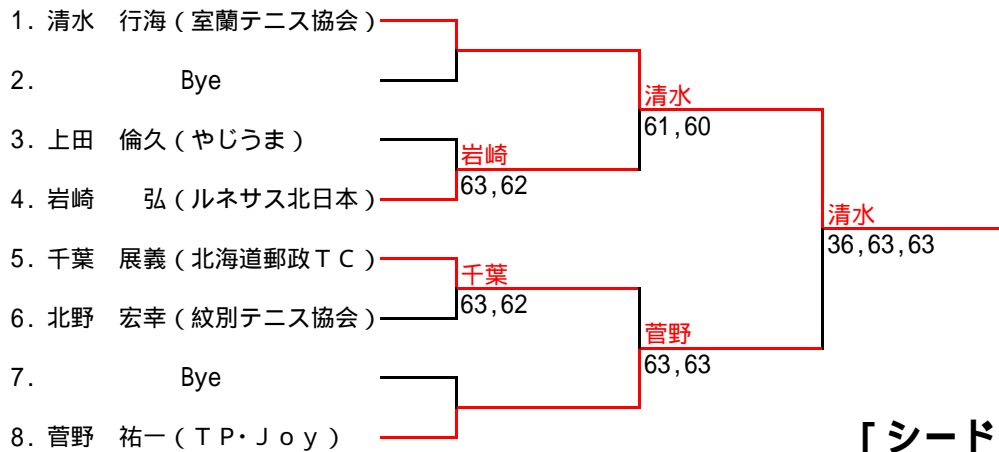 1. 清水　行海 ( 室蘭テニス協会 )
2. Bye
清水
61,60
3. 上田　倫久 ( やじうま )
岩崎
63,62
4. 岩崎　　弘 ( ルネサス北日本 )
清水
36,63,63
5. 千葉　展義 ( 北海道郵政ＴＣ )
千葉
63,62
6. 北野　宏幸 ( 紋別テニス協会 )
菅野
63,63
7. Bye
8. 菅野　祐一 ( ＴＰ・Ｊｏｙ )
[ シード